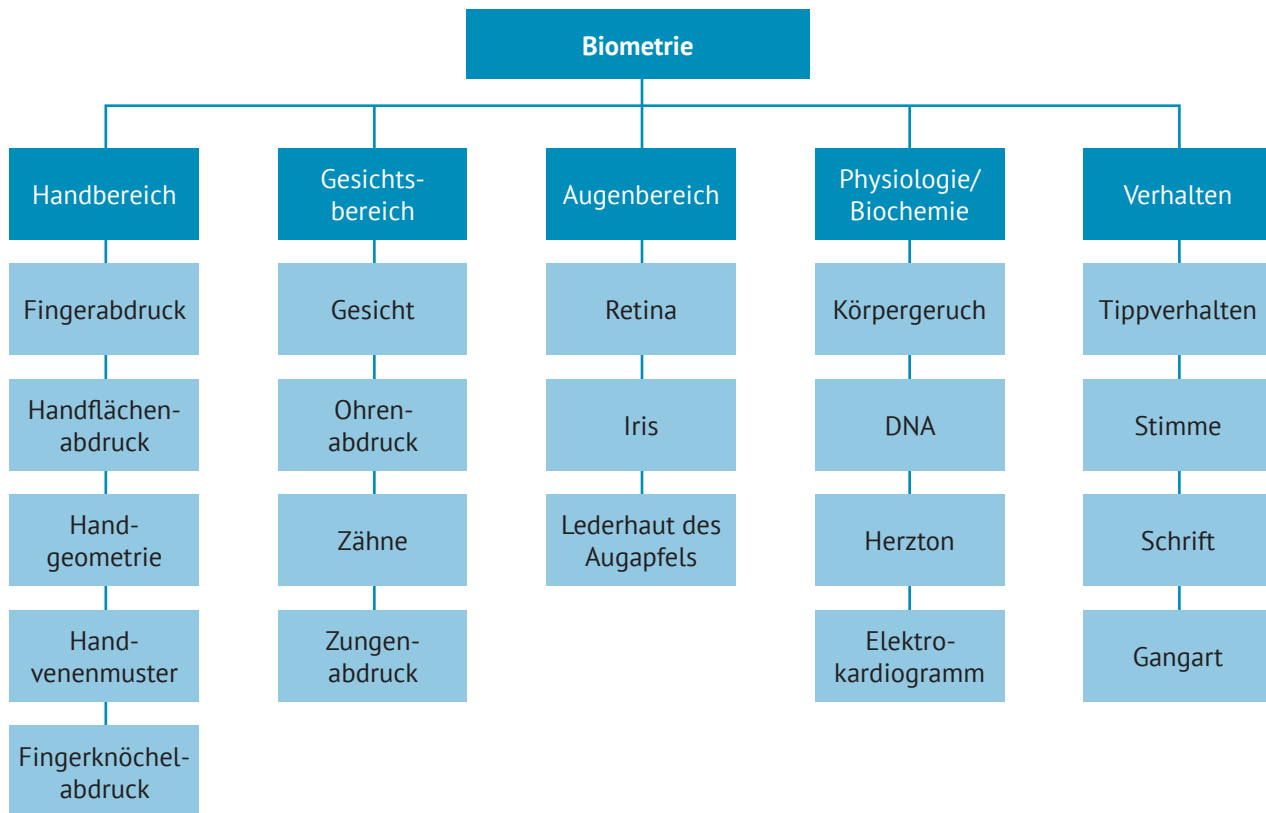 Biometrie
Handbereich
Fingerabdruck
Handflächen-
abdruck
Hand-
geometrie
Hand-
venenmuster
Fingerknöchel-
abdruck
Gesichts-
bereich
Gesicht
Ohren-
abdruck
Zähne
Zungen-
abdruck
Augenbereich
Retina
Iris
Lederhaut des
Augapfels
Physiologie/
Biochemie
Körpergeruch
DNA
Herzton
Elektro-
kardiogramm
Verhalten
Tippverhalten
Stimme
Schrift
Gangart